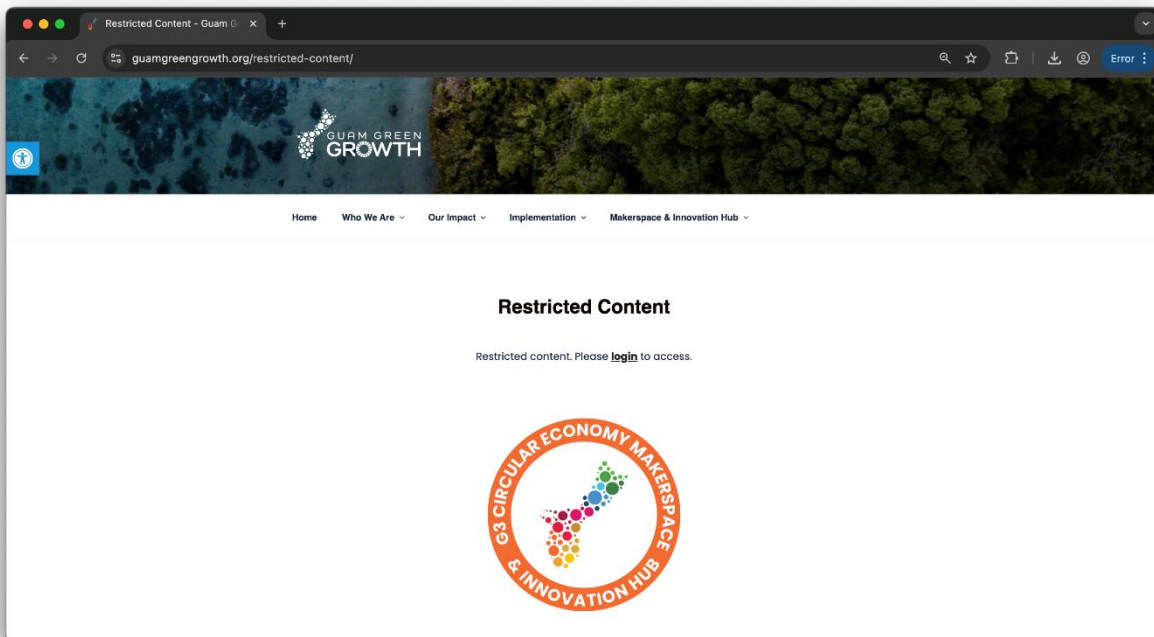 Restricted Content - Guam G
guamgreengrowth.org/restricted-content/
Error
GUAM GREEN
GROWTH
Home Who We Are Our Impact Implementation Makerspace & Innovation Hub
Restricted Content
Restricted content. Please login to access.
G3 CIRCULAR ECONOMY MAKERSPACE
& INNOVATION HUB